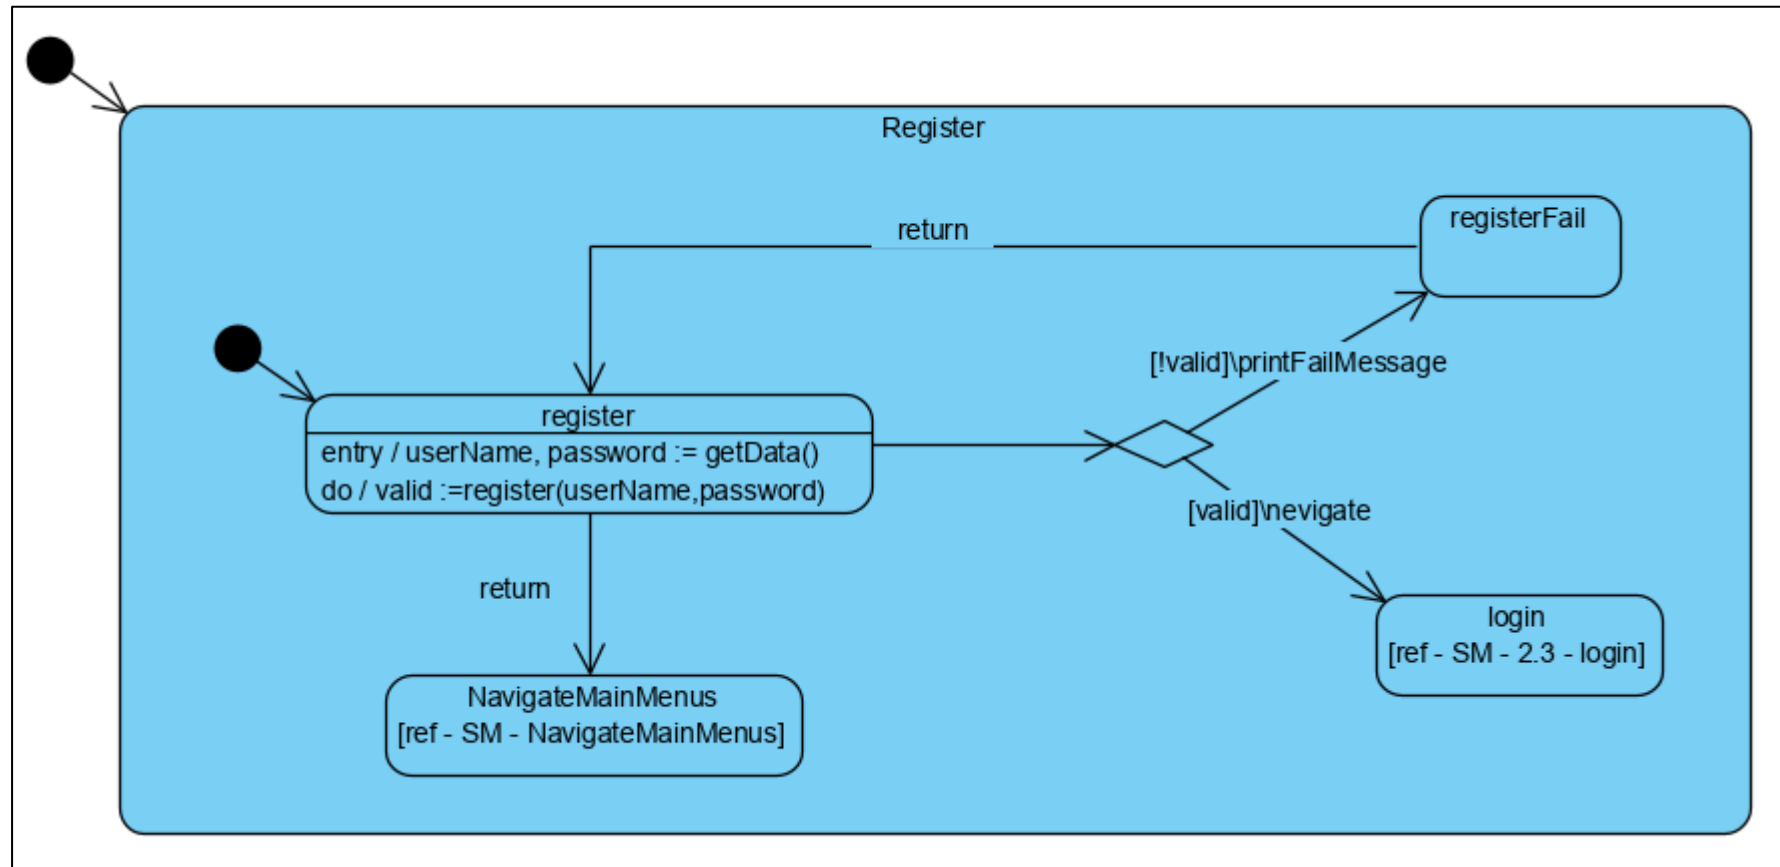 Register
registerFail
return
[!valid]\printFailMessage
register
entry / userName, password := getData()
do / valid :=register(userName,password)
[valid]\nevigate
return
login
[ref - SM - 2.3 - login]
NavigateMainMenus
[ref - SM - NavigateMainMenus]